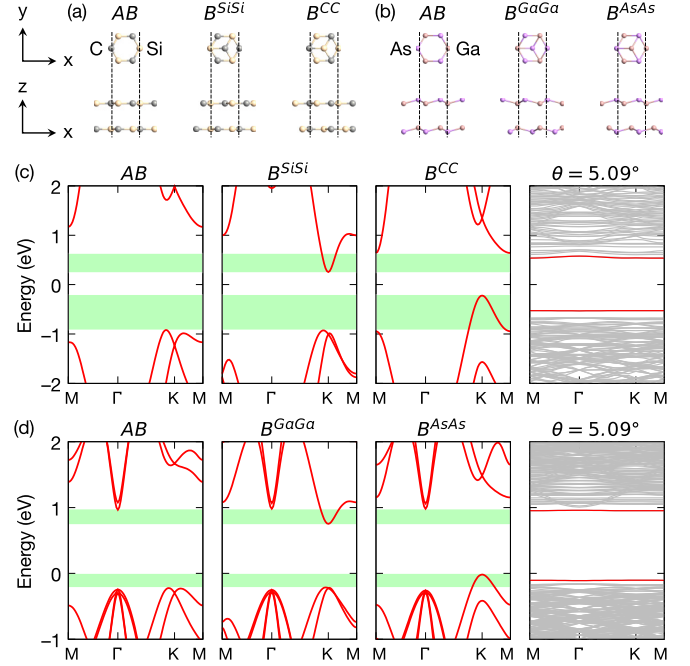 y (a) AB B^SiSi B^CC (b) AB B^GaGa B^AsAs
C Si As Ga
x
z
x
(c) AB B^SiSi B^CC θ = 5.09°
Energy (eV)
2
1
0
−1
−2
M Γ K M M Γ K M M Γ K M M Γ K M
(d) AB B^GaGa B^AsAs θ = 5.09°
Energy (eV)
2
1
0
−1
M Γ K M M Γ K M M Γ K M M Γ K M